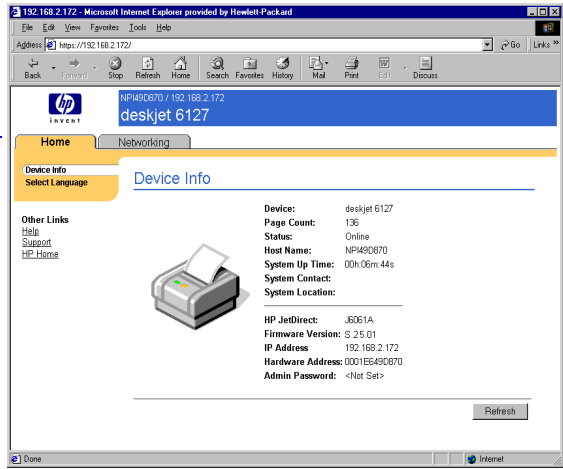 192.168.2.172 - Microsoft Internet Explorer provided by Hewlett-Packard
File Edit View Favorites Tools Help
Address https://192.168.2.172/ Go Links »
Back Forward Stop Refresh Home Search Favorites History Mail Print Edit Discuss
hp
invent
NPI49D870 / 192.168.2.172
deskjet 6127
Home Networking
Device Info
Select Language
Other Links
Help
Support
HP Home
Device Info
Device: deskjet 6127
Page Count: 136
Status: Online
Host Name: NPI49D870
System Up Time: 00h:06m:44s
System Contact:
System Location:
HP JetDirect: J6061A
Firmware Version: S.25.01
IP Address 192.168.2.172
Hardware Address: 0001E649D870
Admin Password: <Not Set>
Refresh
Done Internet